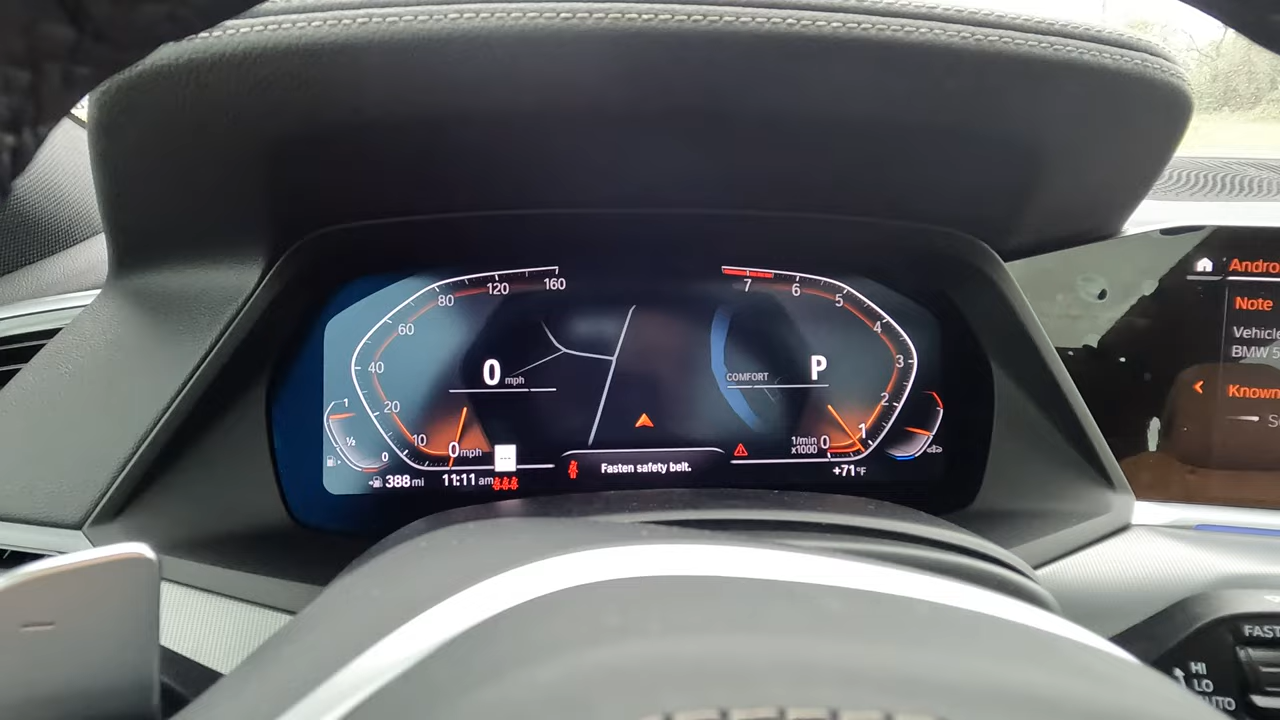 160
120
80
60
40
20
10
0 mph
0 mph
1
½
0
388 mi
11:11 am
---
Fasten safety belt.
COMFORT
P
7
6
5
4
3
2
1
0
1/min
x1000
+71°F
Andro
Note
Vehicle
BMW 5
Known
S
FAST
HI
LO
AUTO